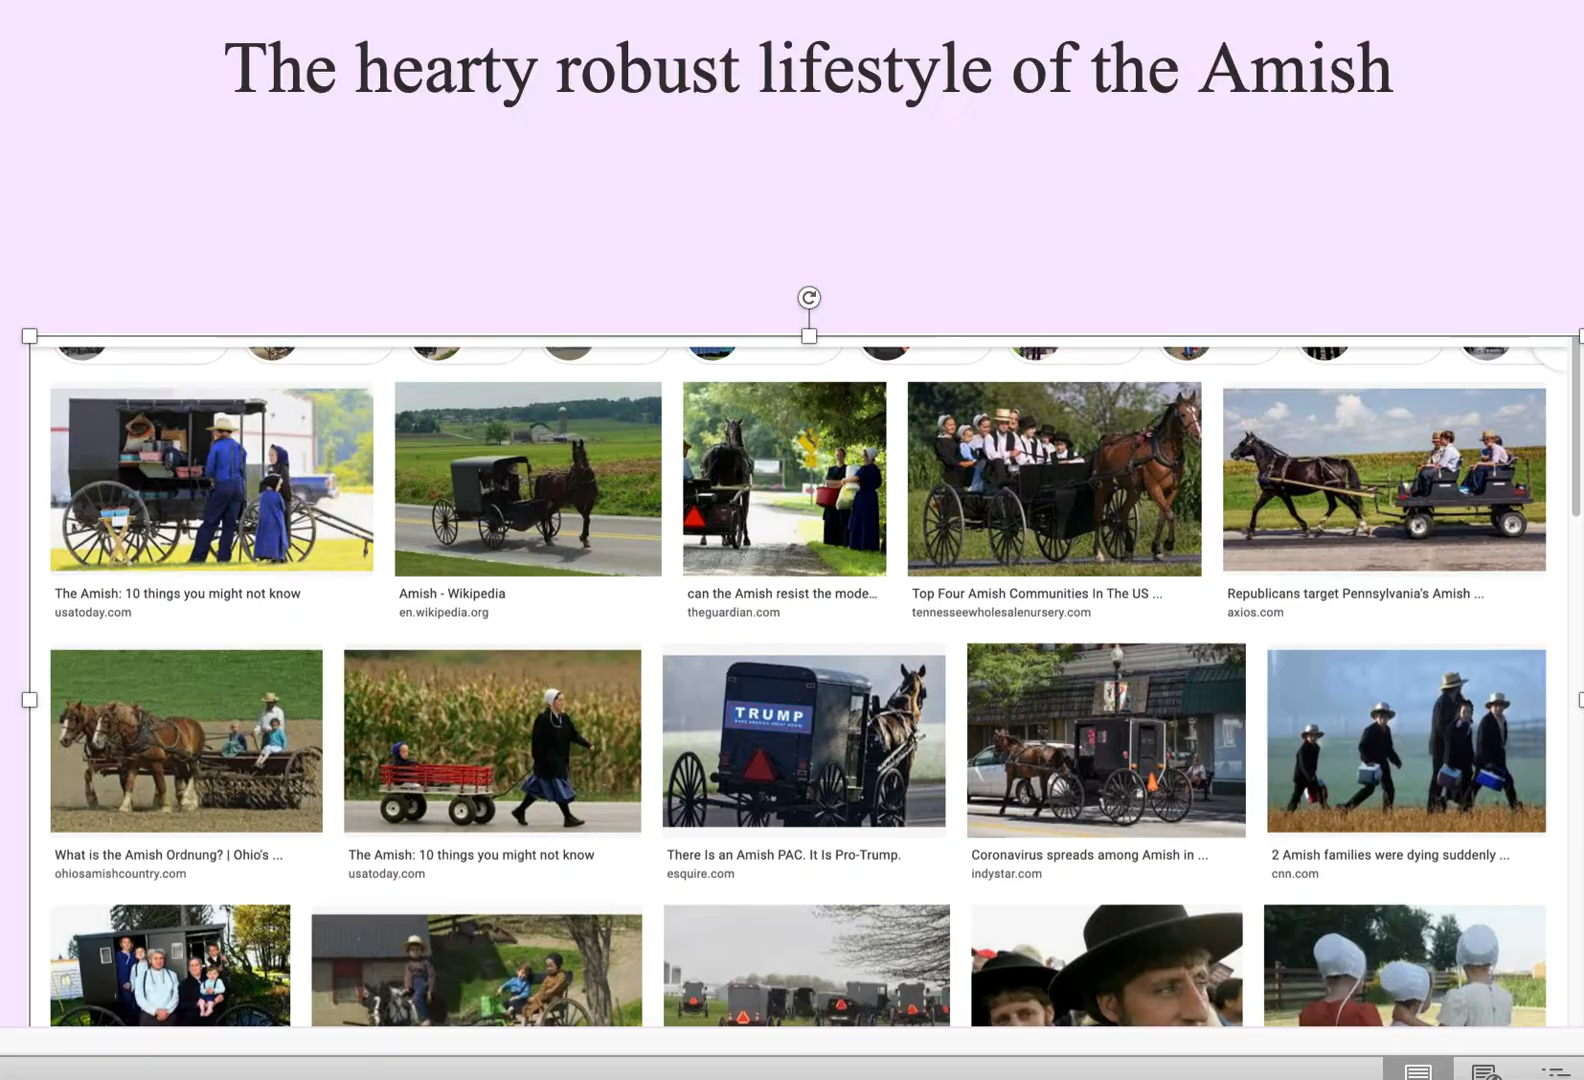 The hearty robust lifestyle of the Amish
The Amish: 10 things you might not know
usatoday.com
Amish - Wikipedia
en.wikipedia.org
can the Amish resist the mode...
theguardian.com
Top Four Amish Communities In The US ...
tennesseewholesalenursery.com
Republicans target Pennsylvania's Amish ...
axios.com
TRUMP
What is the Amish Ordnung? | Ohio's ...
ohiosamishcountry.com
The Amish: 10 things you might not know
usatoday.com
There Is an Amish PAC. It Is Pro-Trump.
esquire.com
Coronavirus spreads among Amish in ...
indystar.com
2 Amish families were dying suddenly ...
cnn.com